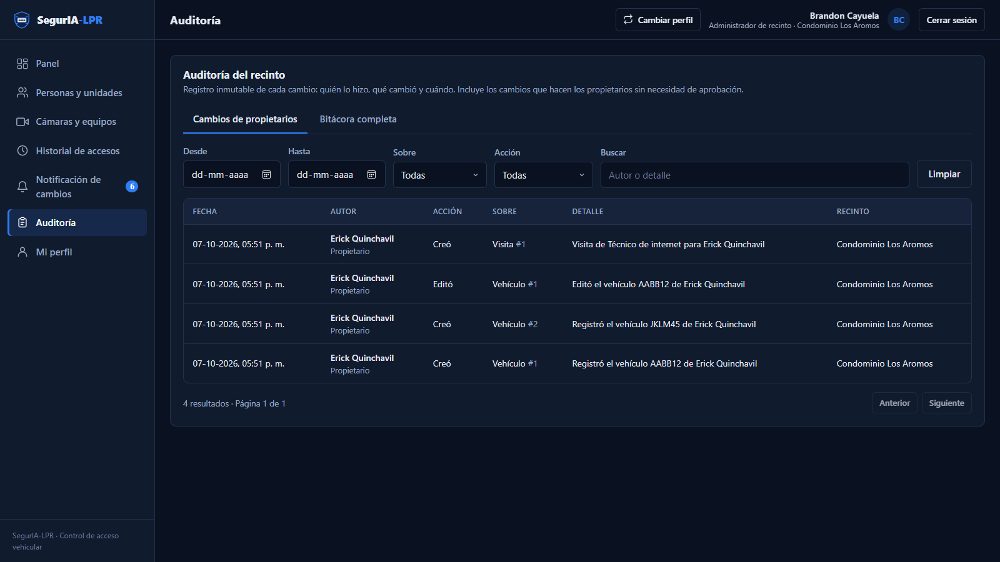 SegurIA-LPR
Auditoría
Cambiar perfil
Brandon Cayuela
Administrador de recinto · Condominio Los Aromos
BC
Cerrar sesión
Panel
Personas y unidades
Cámaras y equipos
Historial de accesos
Notificación de
cambios
6
Auditoría
Mi perfil
SegurIA-LPR · Control de acceso
vehicular
Auditoría del recinto
Registro inmutable de cada cambio: quién lo hizo, qué cambió y cuándo. Incluye los cambios que hacen los propietarios sin necesidad de aprobación.
Cambios de propietarios
Bitácora completa
Desde
Hasta
Sobre
Acción
Buscar
dd-mm-aaaa
dd-mm-aaaa
Todas
Todas
Autor o detalle
Limpiar
FECHA AUTOR ACCIÓN SOBRE DETALLE RECINTO
07-10-2026, 05:51 p. m. Erick Quinchavil Creó Visita #1 Visita de Técnico de internet para Erick Quinchavil Condominio Los Aromos
Propietario
07-10-2026, 05:51 p. m. Erick Quinchavil Editó Vehículo #1 Editó el vehículo AABB12 de Erick Quinchavil Condominio Los Aromos
Propietario
07-10-2026, 05:51 p. m. Erick Quinchavil Creó Vehículo #2 Registró el vehículo JKLM45 de Erick Quinchavil Condominio Los Aromos
Propietario
07-10-2026, 05:51 p. m. Erick Quinchavil Creó Vehículo #1 Registró el vehículo AABB12 de Erick Quinchavil Condominio Los Aromos
Propietario
4 resultados · Página 1 de 1
Anterior
Siguiente